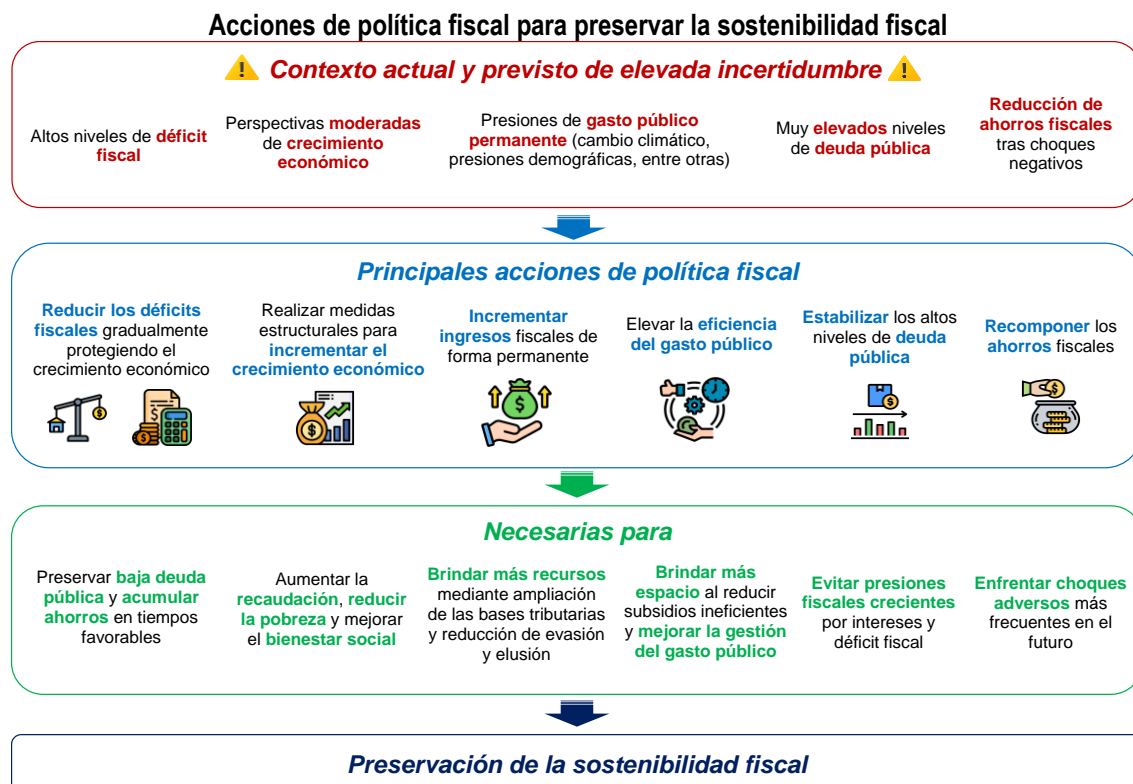 Acciones de política fiscal para preservar la sostenibilidad fiscal
Contexto actual y previsto de elevada incertidumbre
Altos niveles de déficit
fiscal
Perspectivas moderadas
de crecimiento
económico
Presiones de gasto público
permanente (cambio climático,
presiones demográficas, entre otras)
Muy elevados niveles
de deuda pública
Reducción de
ahorros fiscales
tras choques
negativos
Principales acciones de política fiscal
Reducir los déficits
fiscales gradualmente
protegiendo el
crecimiento económico
Realizar medidas
estructurales para
incrementar el
crecimiento económico
Incrementar
ingresos fiscales de
forma permanente
Elevar la eficiencia
del gasto público
Estabilizar los altos
niveles de deuda
pública
Recomponer los
ahorros fiscales
Necesarias para
Preservar baja deuda
pública y acumular
ahorros en tiempos
favorables
Aumentar la
recaudación, reducir
la pobreza y mejorar
el bienestar social
Brindar más recursos
mediante ampliación
de las bases tributarias
y reducción de evasión
y elusión
Brindar más
espacio al reducir
subsidios ineficientes
y mejorar la gestión
del gasto público
Evitar presiones
fiscales crecientes
por intereses y
déficit fiscal
Enfrentar choques
adversos más
frecuentes en el
futuro
Preservación de la sostenibilidad fiscal